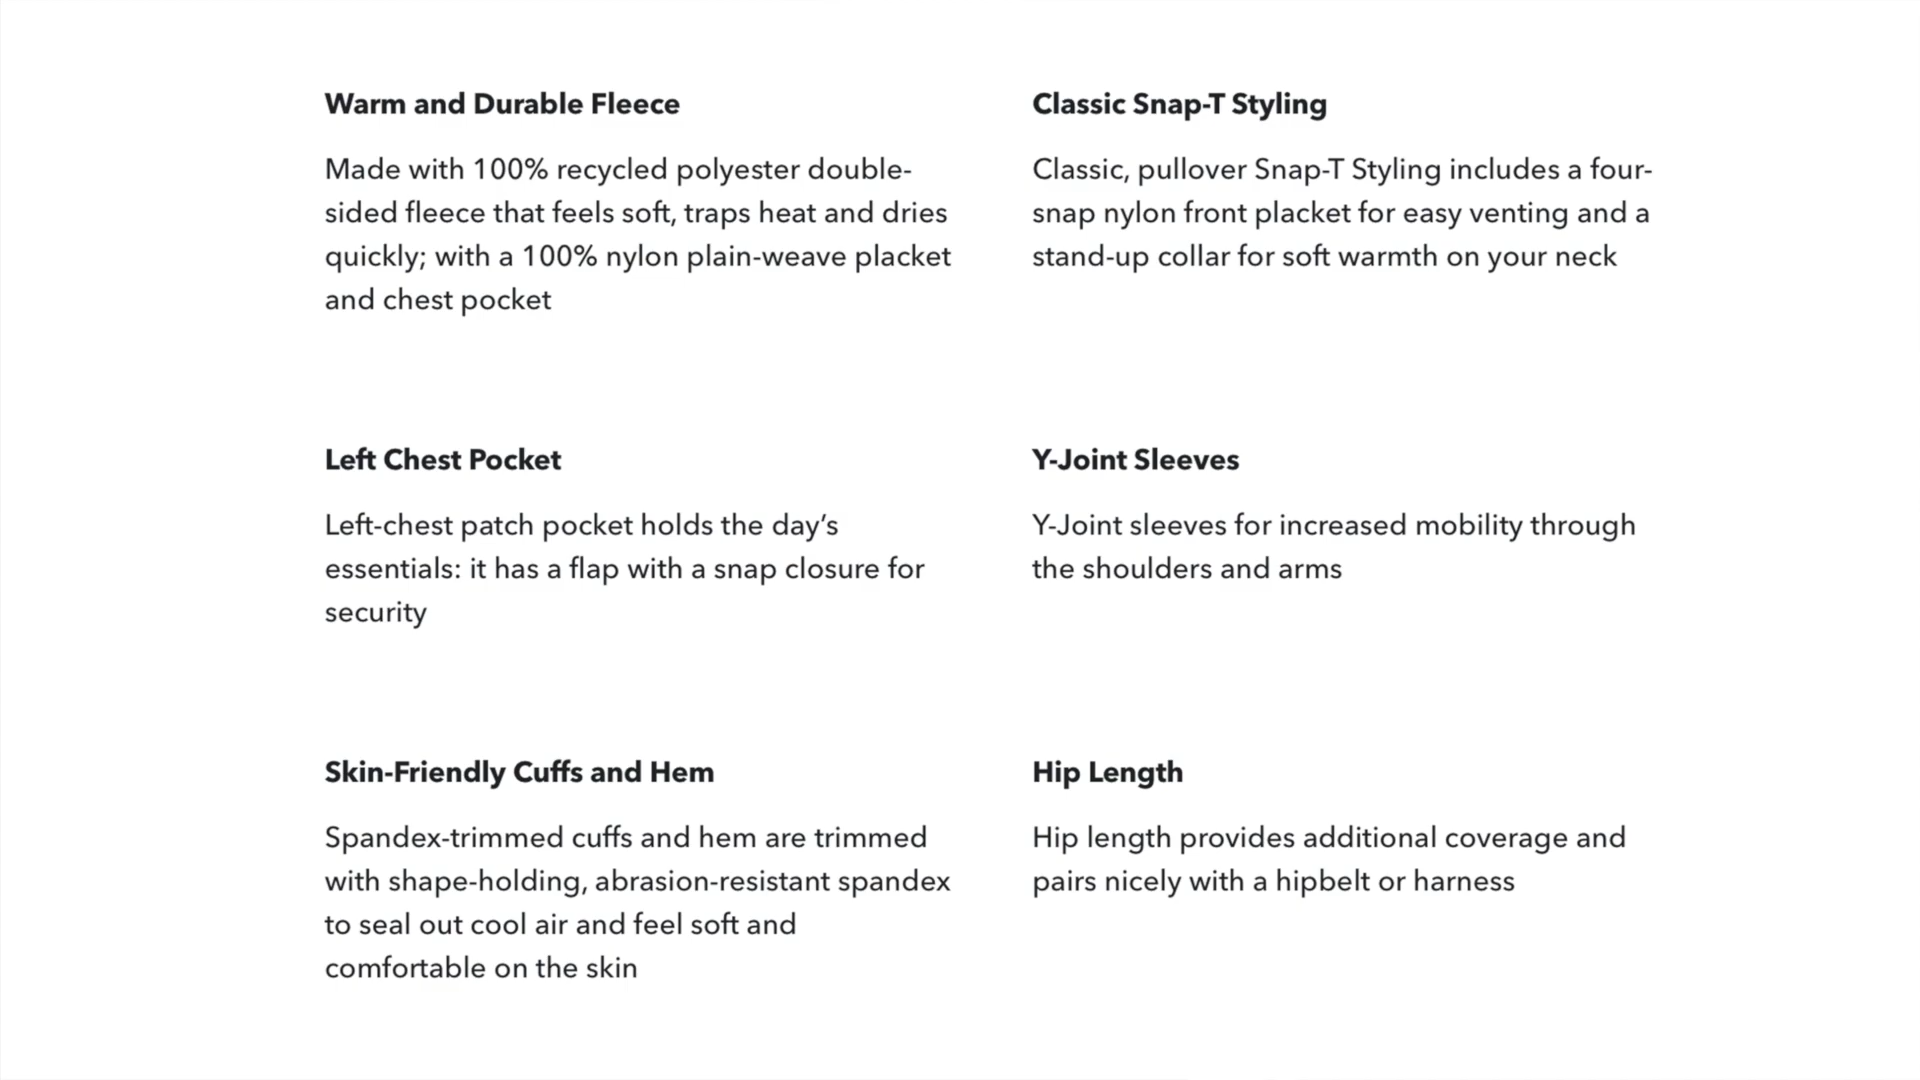 Warm and Durable Fleece
Made with 100% recycled polyester double-
sided fleece that feels soft, traps heat and dries
quickly; with a 100% nylon plain-weave placket
and chest pocket
Classic Snap-T Styling
Classic, pullover Snap-T Styling includes a four-
snap nylon front placket for easy venting and a
stand-up collar for soft warmth on your neck
Left Chest Pocket
Left-chest patch pocket holds the day’s
essentials: it has a flap with a snap closure for
security
Y-Joint Sleeves
Y-Joint sleeves for increased mobility through
the shoulders and arms
Skin-Friendly Cuffs and Hem
Spandex-trimmed cuffs and hem are trimmed
with shape-holding, abrasion-resistant spandex
to seal out cool air and feel soft and
comfortable on the skin
Hip Length
Hip length provides additional coverage and
pairs nicely with a hipbelt or harness